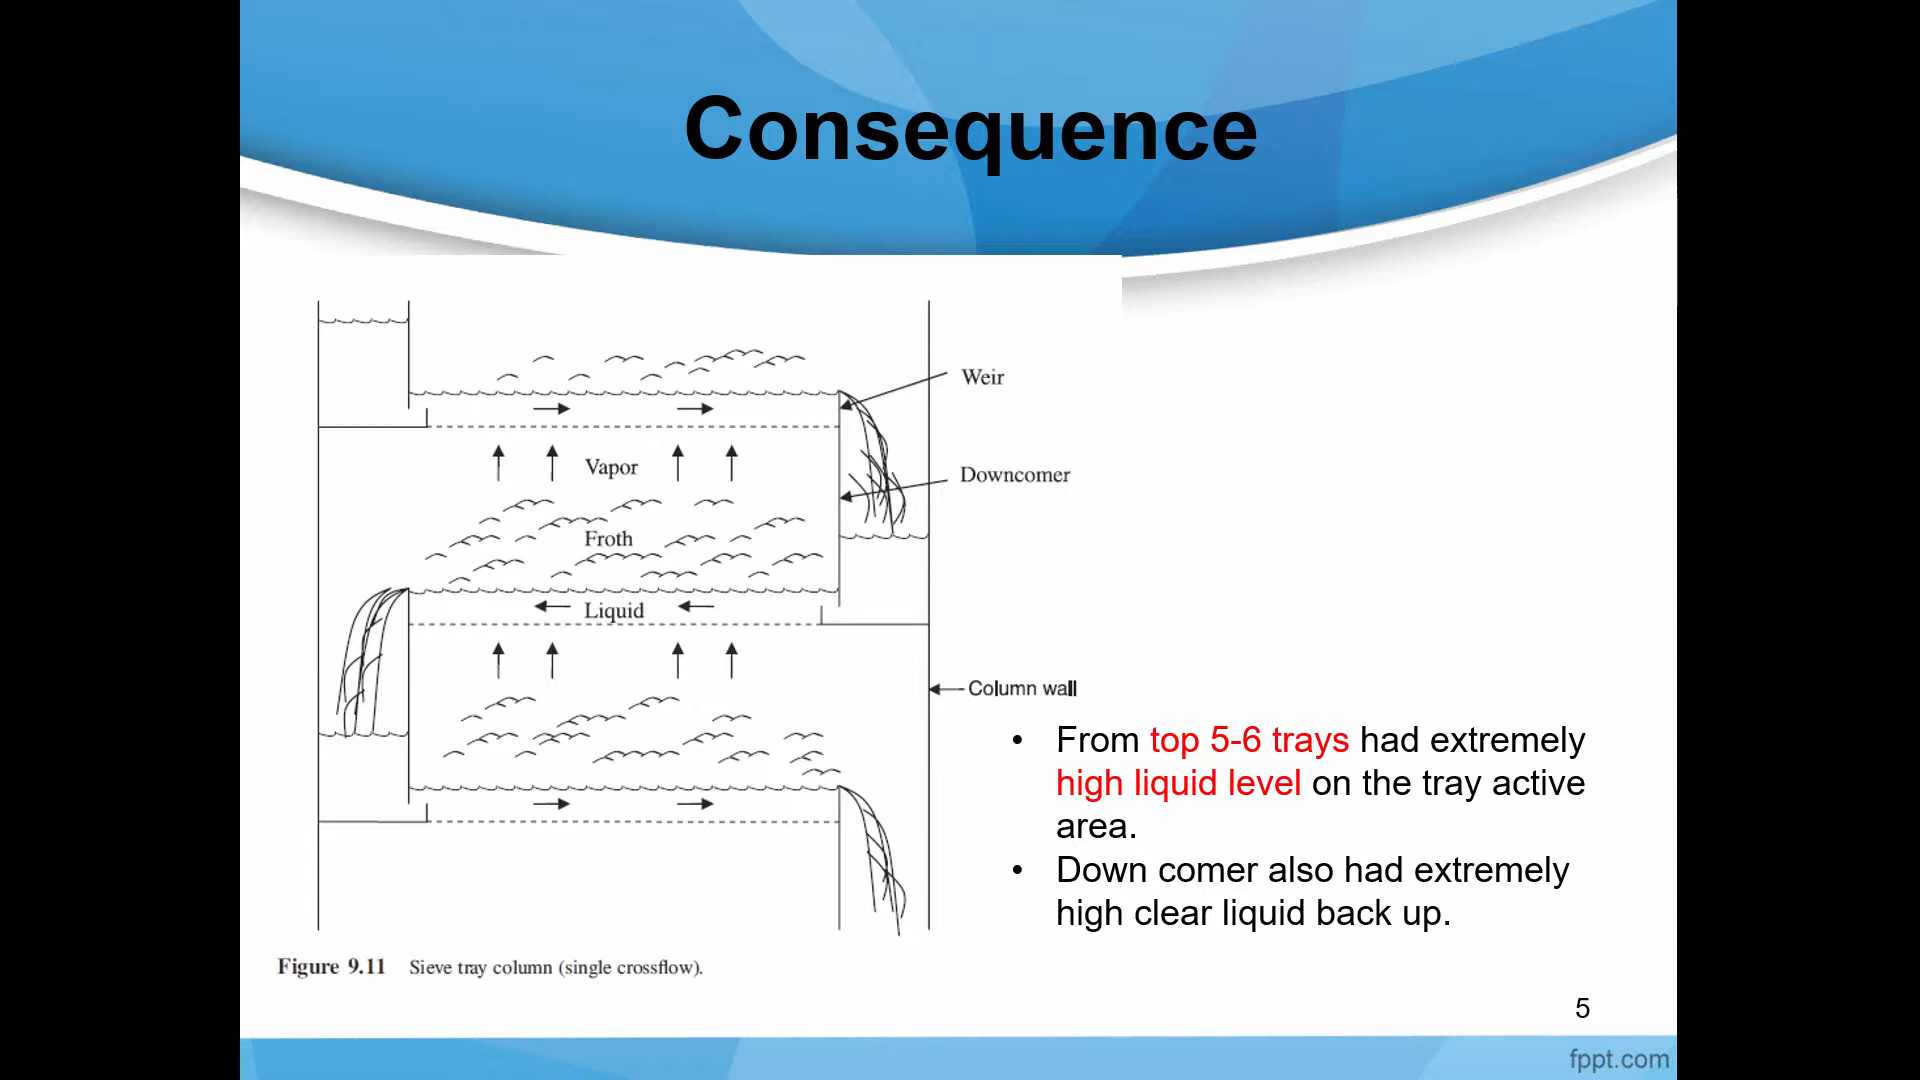 Consequence
Weir
Vapor
Downcomer
Froth
Liquid
Column wall
• From top 5-6 trays had extremely
high liquid level on the tray active
area.
• Down comer also had extremely
high clear liquid back up.
Figure 9.11 Sieve tray column (single crossflow).
5
fppt.com